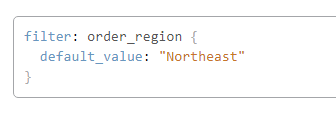 filter: order_region {
  default_value: "Northeast"
}